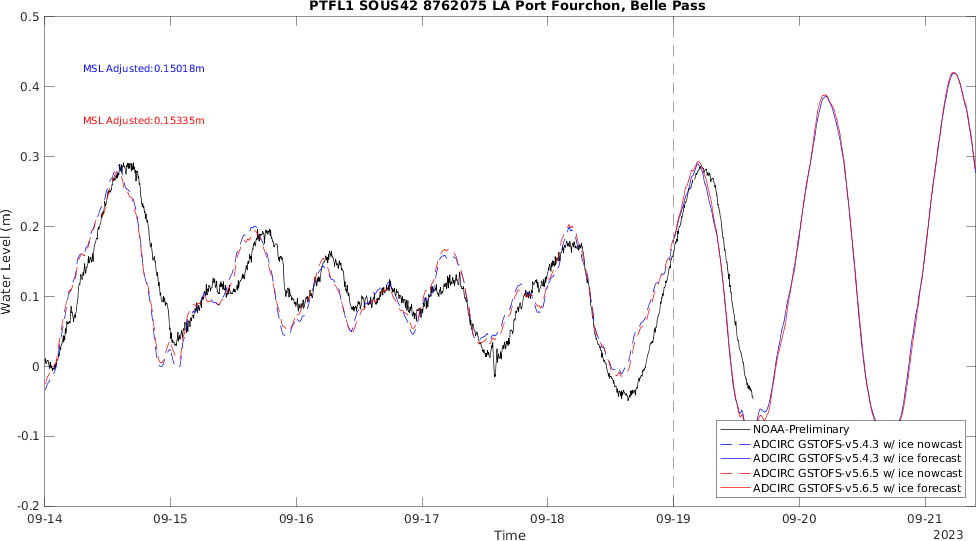 PTFL1 SOUS42 8762075 LA Port Fourchon, Belle Pass
0.5
MSL Adjusted:0.15018m
0.4
MSL Adjusted:0.15335m
0.3
0.2
Water Level (m)
0.1
0
-0.1
-0.2
NOAA-Preliminary
ADCIRC GSTOFS-v5.4.3 w/ ice nowcast
ADCIRC GSTOFS-v5.4.3 w/ ice forecast
ADCIRC GSTOFS-v5.6.5 w/ ice nowcast
ADCIRC GSTOFS-v5.6.5 w/ ice forecast
09-14 09-15 09-16 09-17 09-18 09-19 09-20 09-21
Time
2023